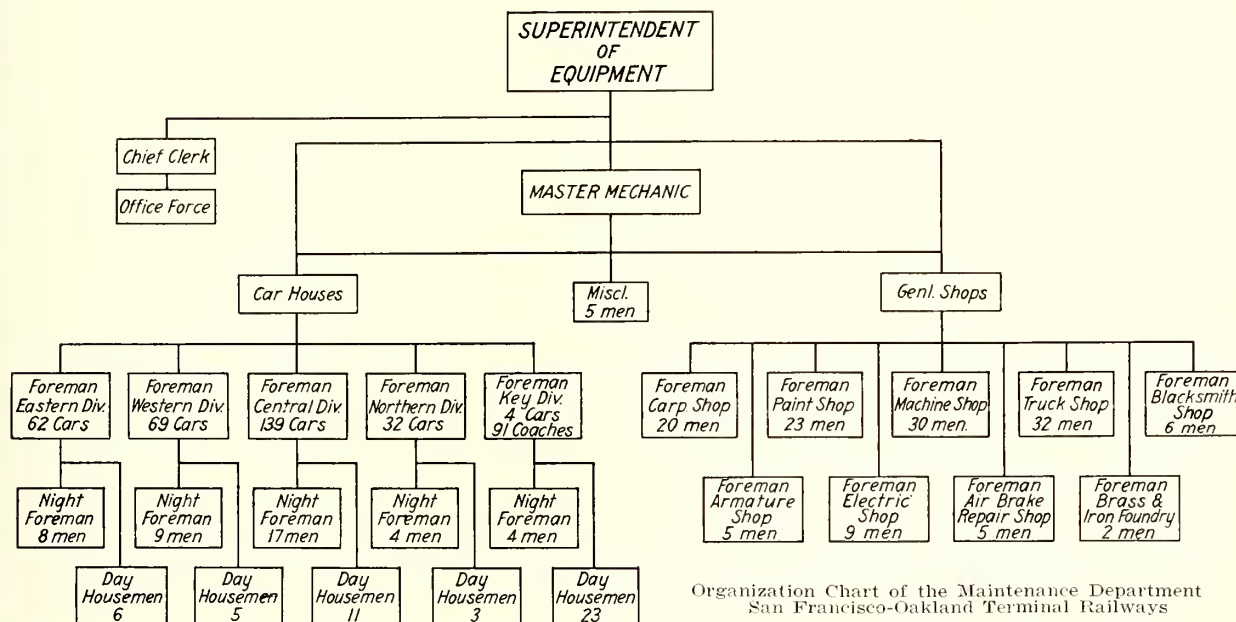 SUPERINTENDENT
OF
EQUIPMENT
Chief Clerk
Office Force
MASTER MECHANIC
Car Houses
Miscl.
5 men
Genl. Shops
Foreman
Eastern Div.
62 Cars
Foreman
Western Div.
69 Cars
Foreman
Central Div.
139 Cars
Foreman
Northern Div.
32 Cars
Foreman
Key Div.
4 Cars
91 Coaches
Foreman
Carp. Shop
20 men
Foreman
Paint Shop
23 men
Foreman
Machine Shop
30 men.
Foreman
Truck Shop
32 men
Foreman
Blacksmith
Shop
6 men
Night
Foreman
8 men
Night
Foreman
9 men
Night
Foreman
17 men
Night
Foreman
4 men
Night
Foreman
4 men
Foreman
Armature
Shop
5 men
Foreman
Electric
Shop
9 men
Foreman
Air Brake
Repair Shop
5 men
Foreman
Brass &
Iron Foundry
2 men
Day
Housemen
6
Day
Housemen
5
Day
Housemen
11
Day
Housemen
3
Day
Housemen
23
Organization Chart of the Maintenance Department
San Francisco-Oakland Terminal Railways